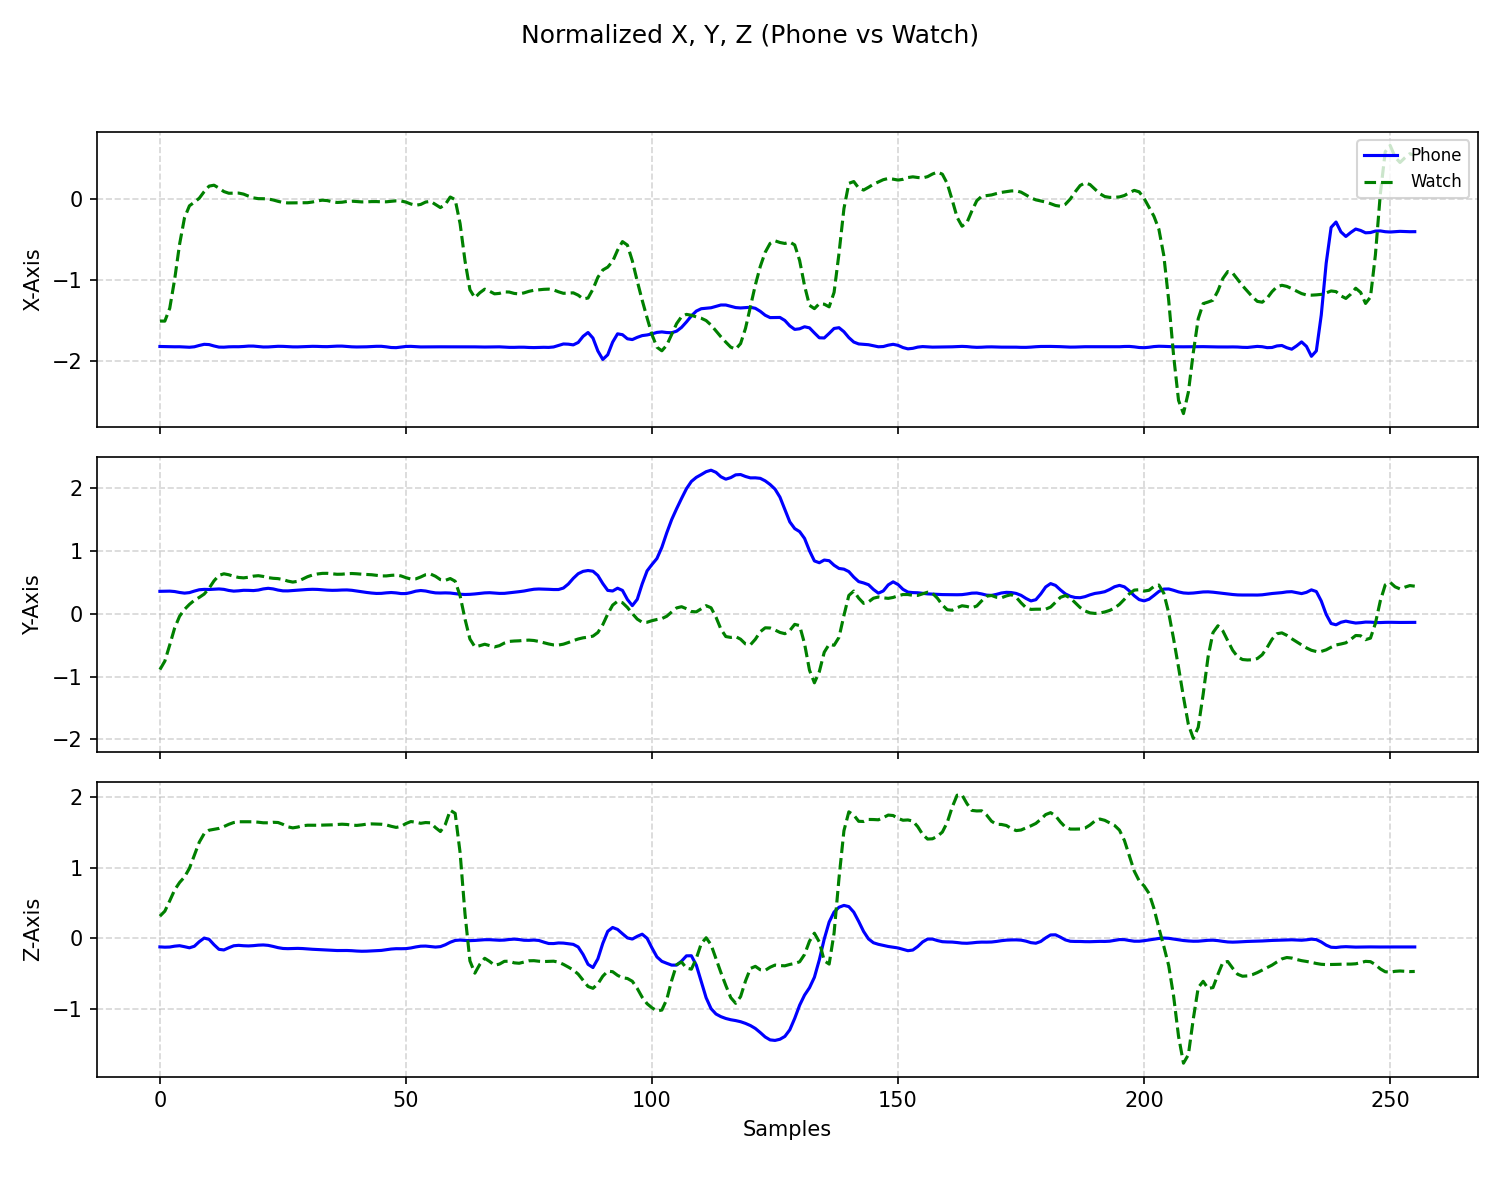 Normalized X, Y, Z (Phone vs Watch)
Phone
Watch
0
−1
−2
X-Axis
2
1
0
−1
−2
Y-Axis
2
1
0
−1
Z-Axis
0 50 100 150 200 250
Samples